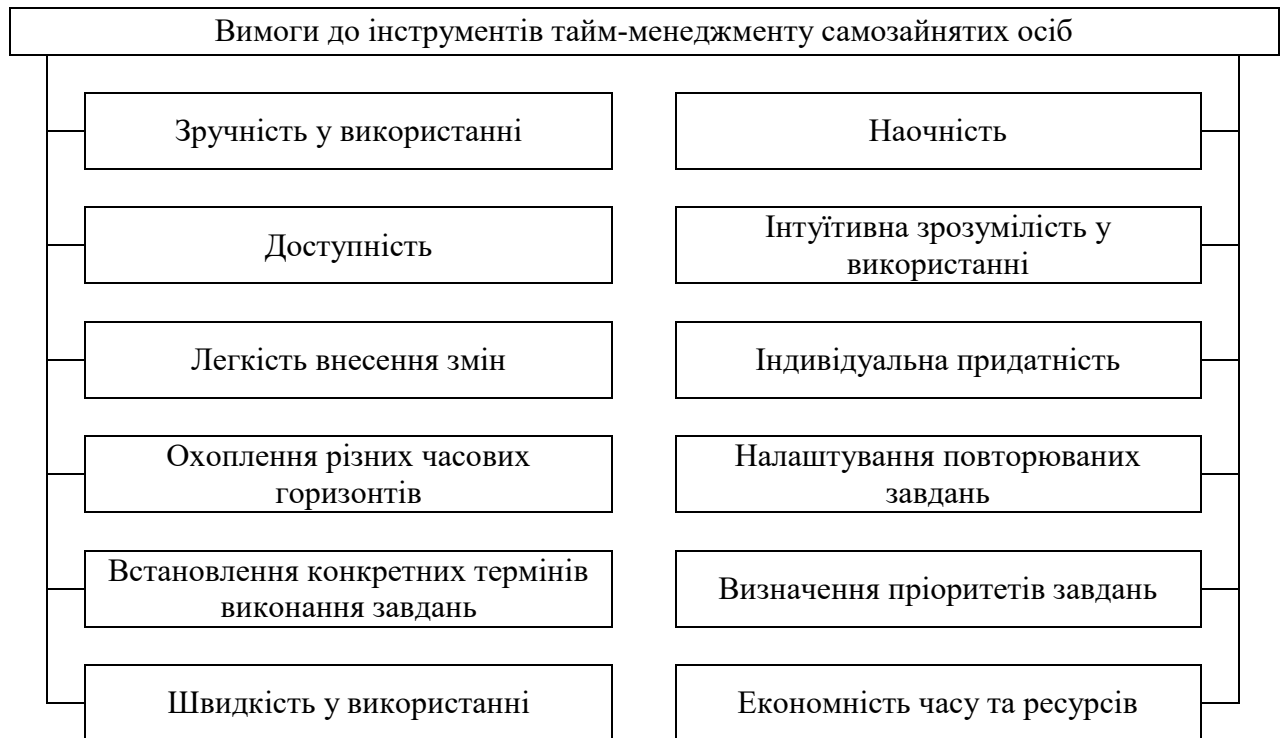 Вимоги до інструментів тайм-менеджменту самозайнятих осіб
Зручність у використанні
Наочність
Доступність
Інтуїтивна зрозумілість у
використанні
Легкість внесення змін
Індивідуальна придатність
Охоплення різних часових
горизонтів
Налаштування повторюваних
завдань
Встановлення конкретних термінів
виконання завдань
Визначення пріоритетів завдань
Швидкість у використанні
Економність часу та ресурсів